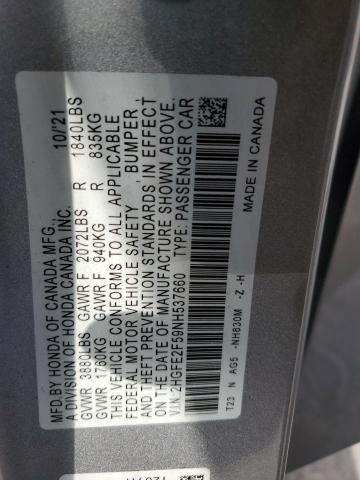 MFD. BY HONDA OF CANADA MFG., 10/'21
A DIVISION OF HONDA CANADA INC.
GVWR 3880LBS GAWR F 2072LBS R 1840LBS
GVWR 1760KG GAWR F 940KG R 835KG
THIS VEHICLE CONFORMS TO ALL APPLICABLE
FEDERAL MOTOR VEHICLE SAFETY BUMPER,
AND THEFT PREVENTION STANDARDS IN EFFECT
ON THE DATE OF MANUFACTURE SHOWN ABOVE.
V.I.N: 2HGFE2F59NH537660 TYPE: PASSENGER CAR
T23 N AG5 -NH830M -Z -H
MADE IN CANADA